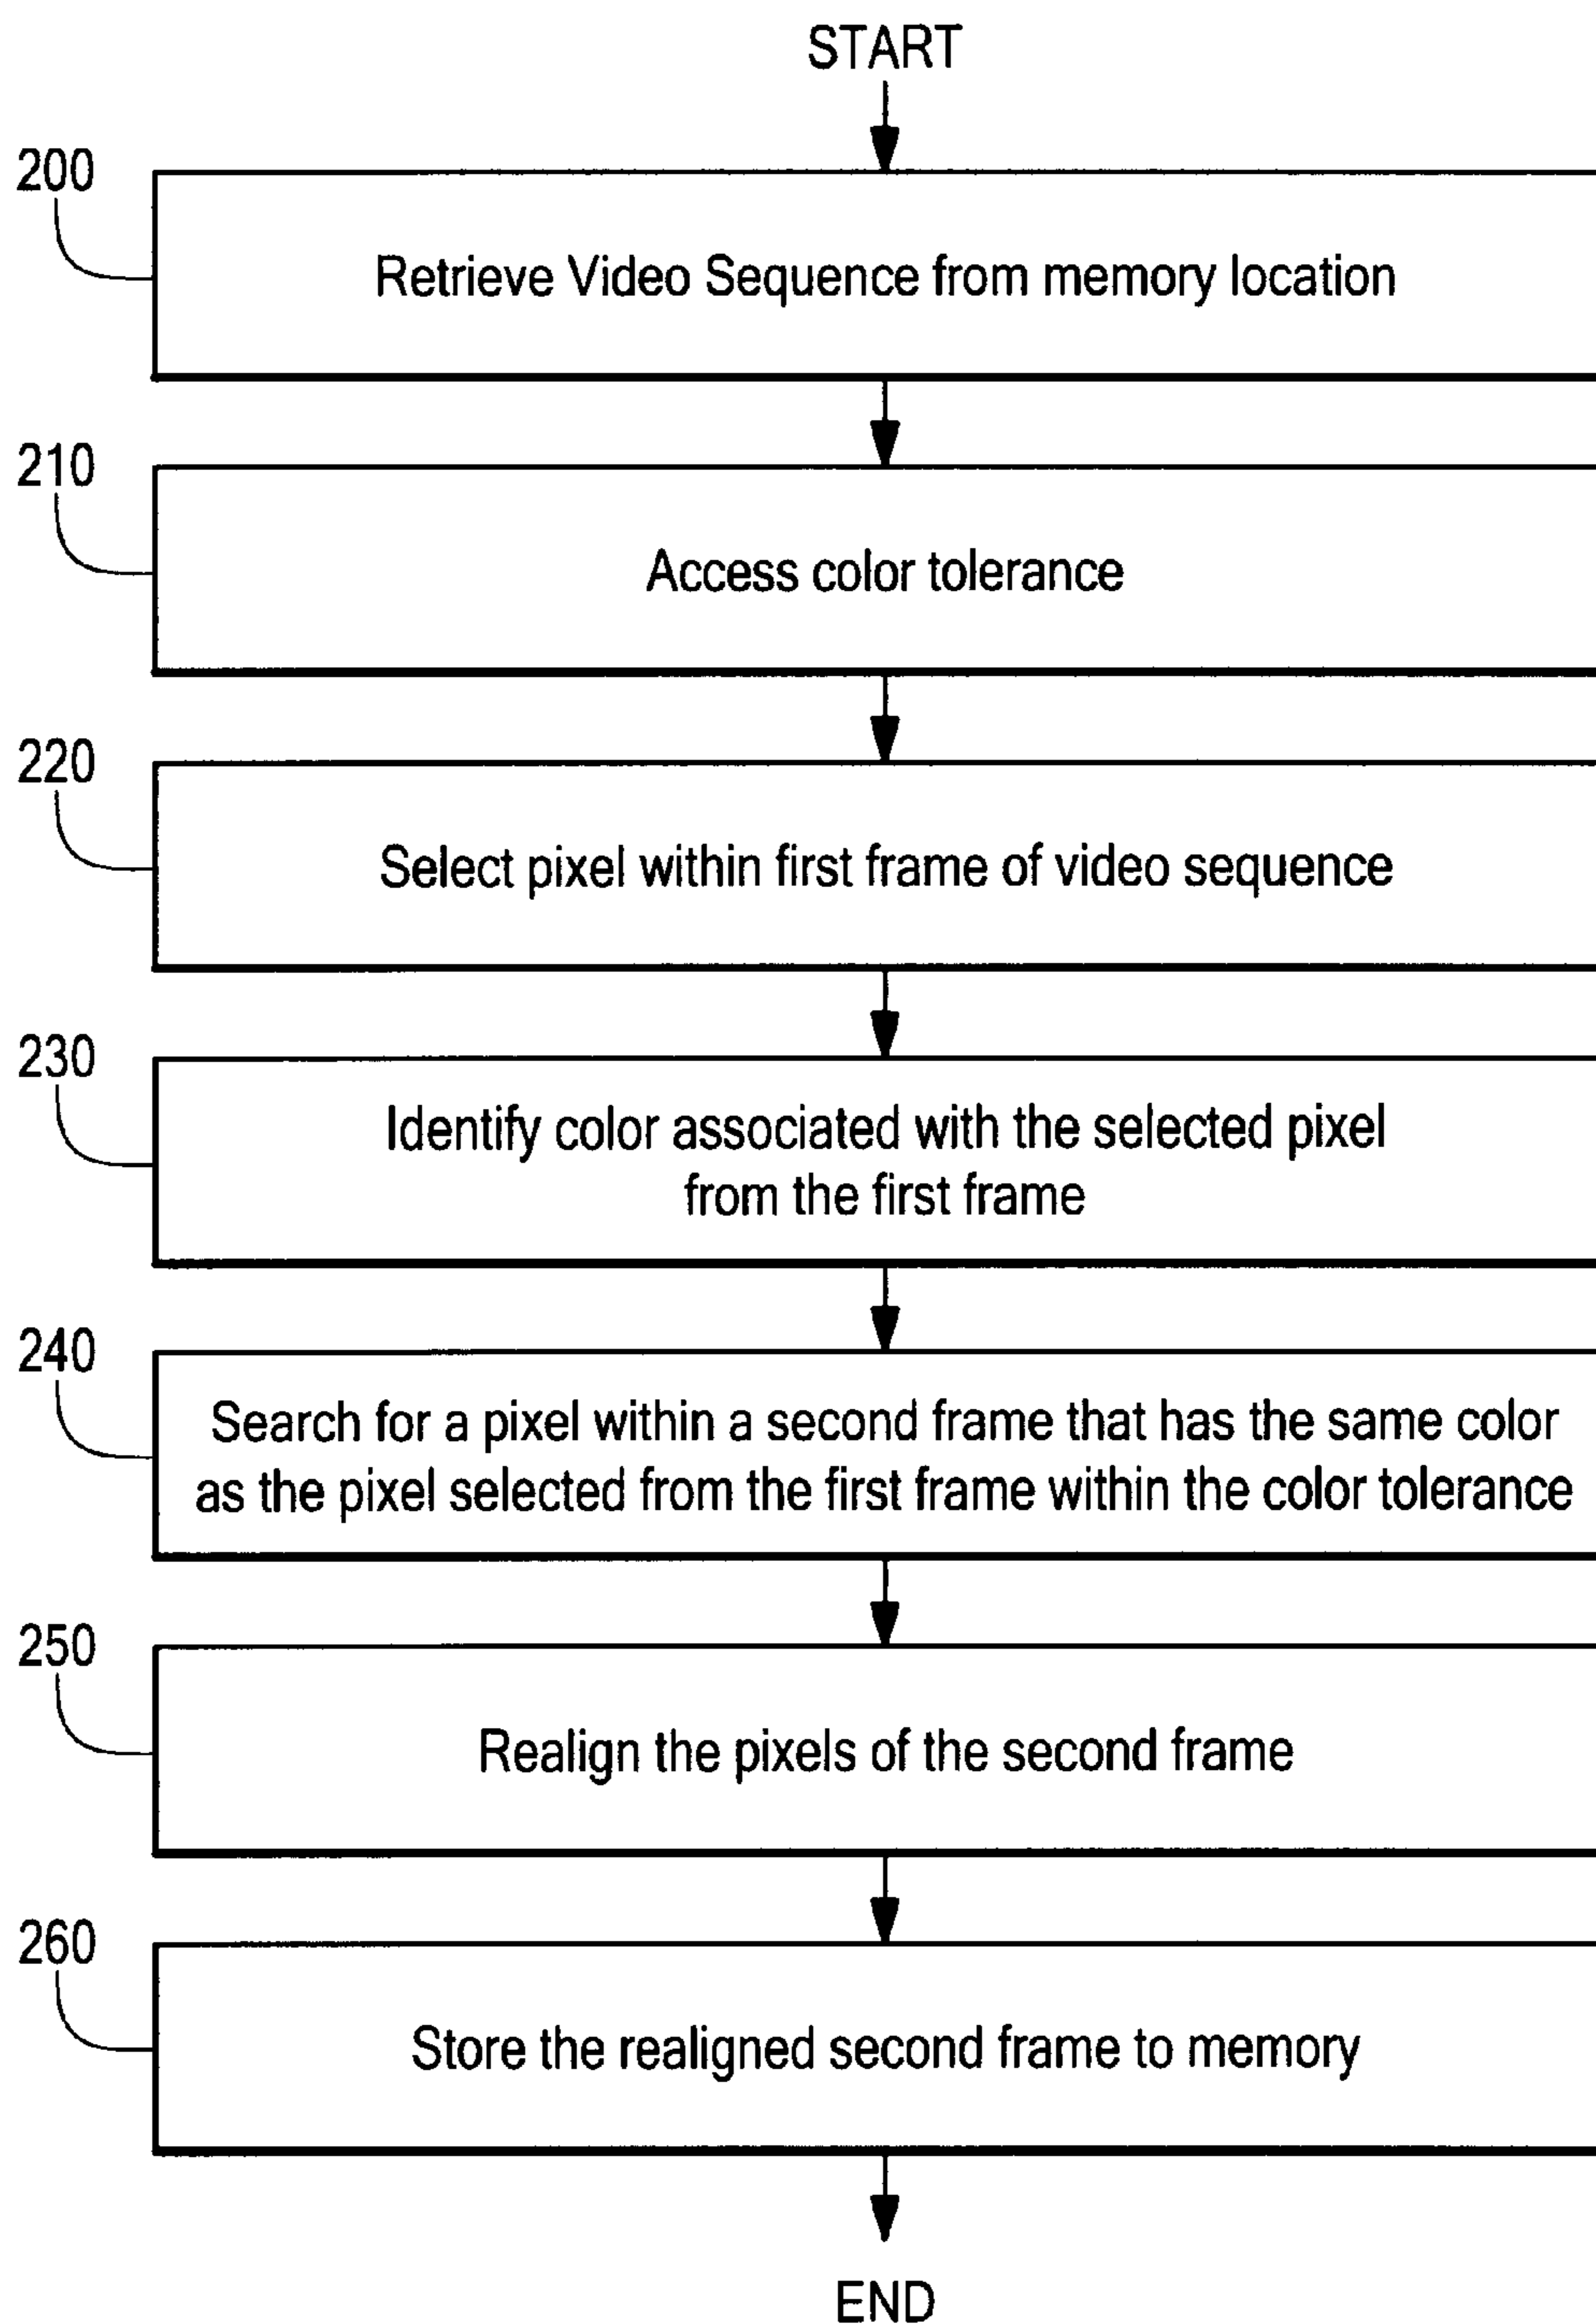 START
200
Retrieve Video Sequence from memory location
210
Access color tolerance
220
Select pixel within first frame of video sequence
230
Identify color associated with the selected pixel
from the first frame
240
Search for a pixel within a second frame that has the same color
as the pixel selected from the first frame within the color tolerance
250
Realign the pixels of the second frame
260
Store the realigned second frame to memory
END